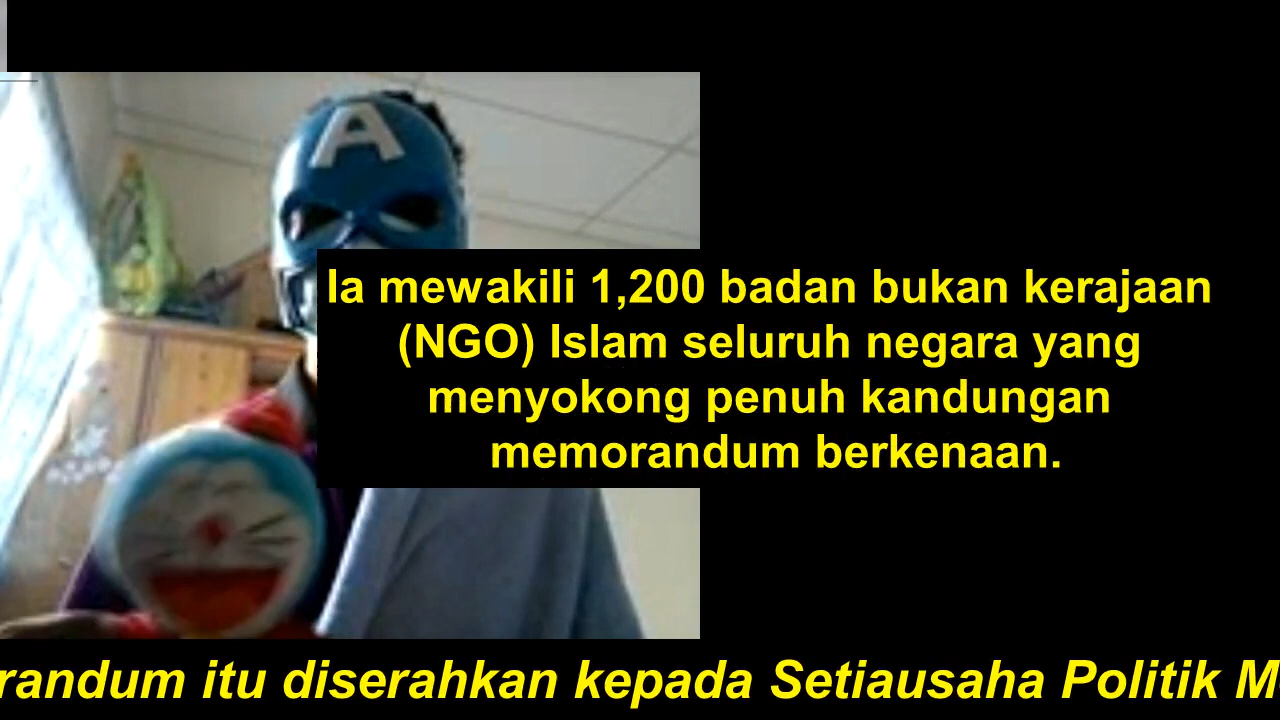 A
Ia mewakili 1,200 badan bukan kerajaan
(NGO) Islam seluruh negara yang
menyokong penuh kandungan
memorandum berkenaan.
randum itu diserahkan kepada Setiausaha Politik M